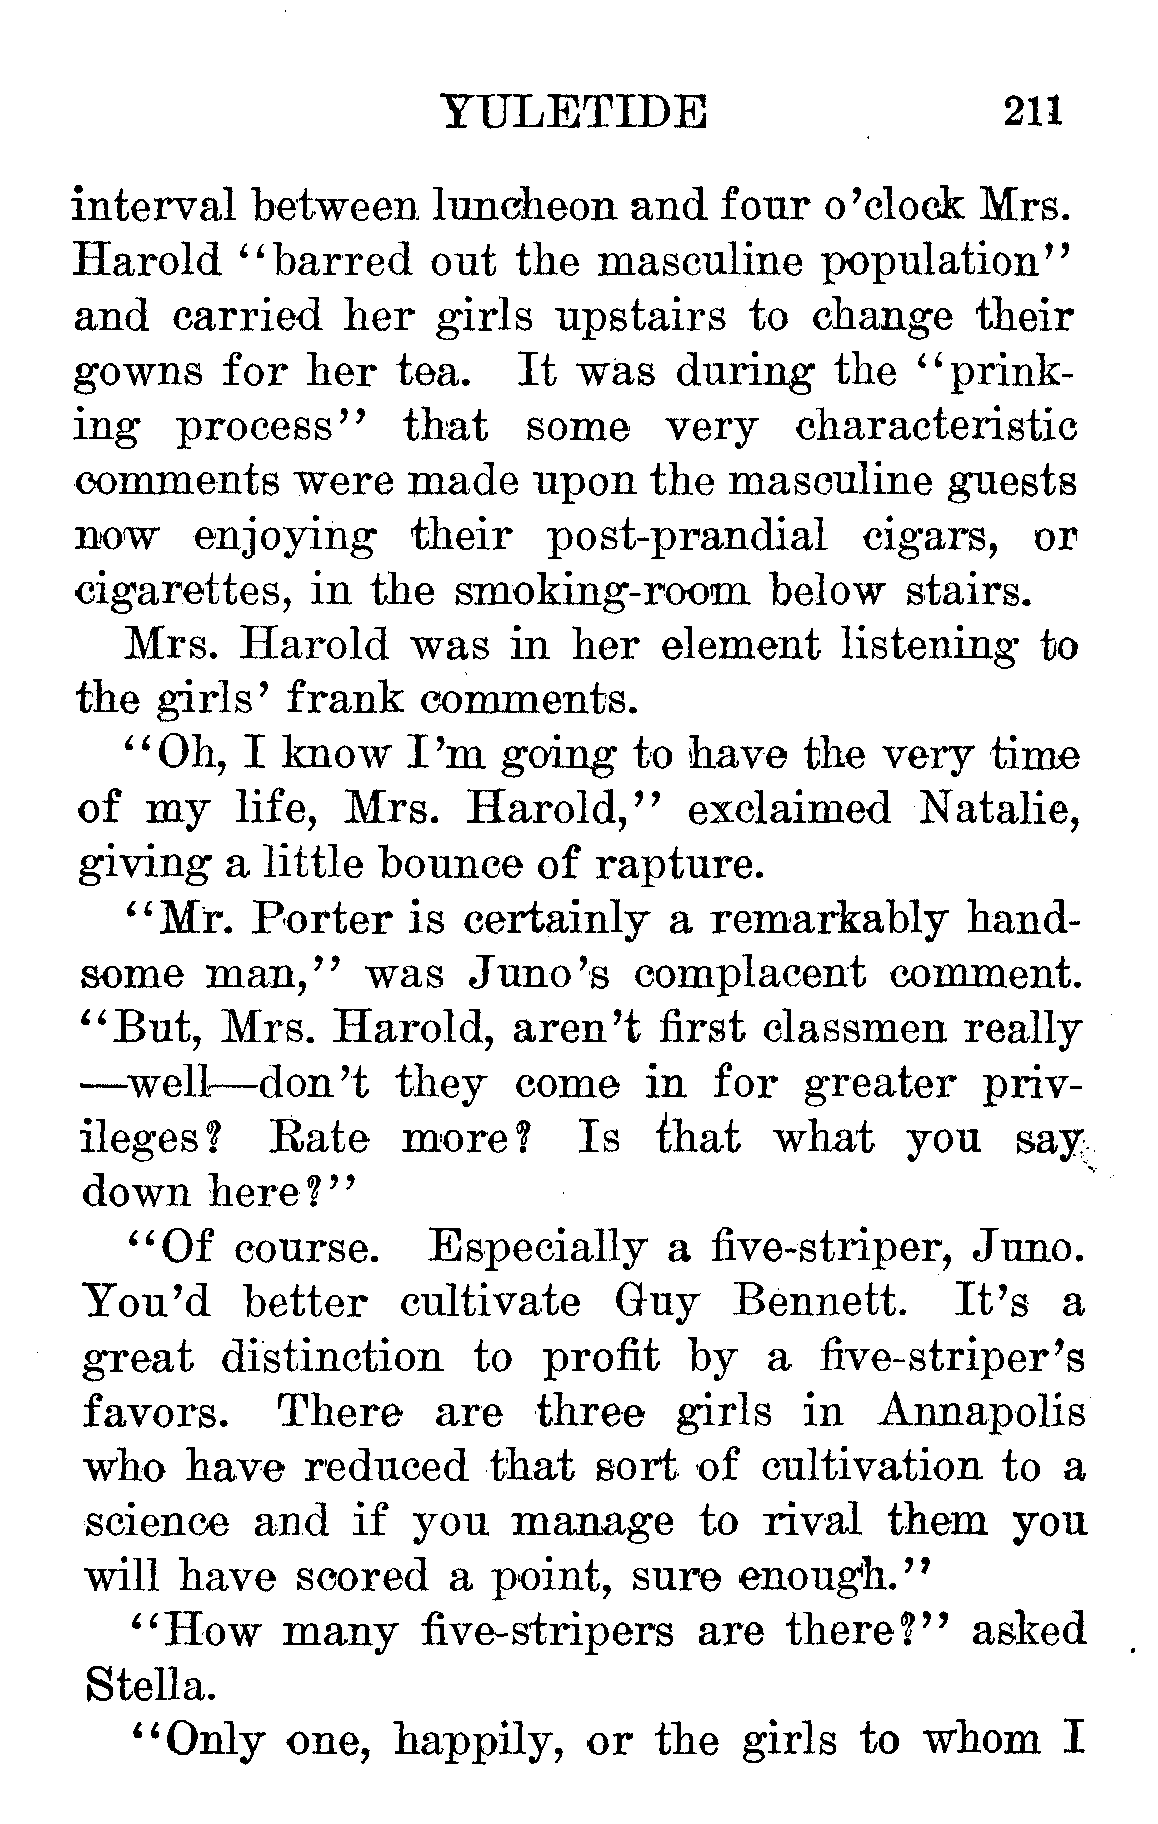 YULETIDE 211
interval between luncheon and four o'clock Mrs.
Harold "barred out the masculine population"
and carried her girls upstairs to change their
gowns for her tea. It was during the "prink-
ing process" that some very characteristic
comments were made upon the masculine guests
now enjoying their post-prandial cigars, or
cigarettes, in the smoking-room below stairs.
Mrs. Harold was in her element listening to
the girls' frank comments.
"Oh, I know I'm going to have the very time
of my life, Mrs. Harold," exclaimed Natalie,
giving a little bounce of rapture.
"Mr. Porter is certainly a remarkably hand-
some man," was Juno's complacent comment.
"But, Mrs. Harold, aren't first classmen really
—well—don't they come in for greater priv-
ileges? Rate more? Is that what you say
down here?"
"Of course. Especially a five-striper, Juno.
You'd better cultivate Guy Bennett. It's a
great distinction to profit by a five-striper's
favors. There are three girls in Annapolis
who have reduced that sort of cultivation to a
science and if you manage to rival them you
will have scored a point, sure enough."
"How many five-stripers are there?" asked
Stella.
"Only one, happily, or the girls to whom I